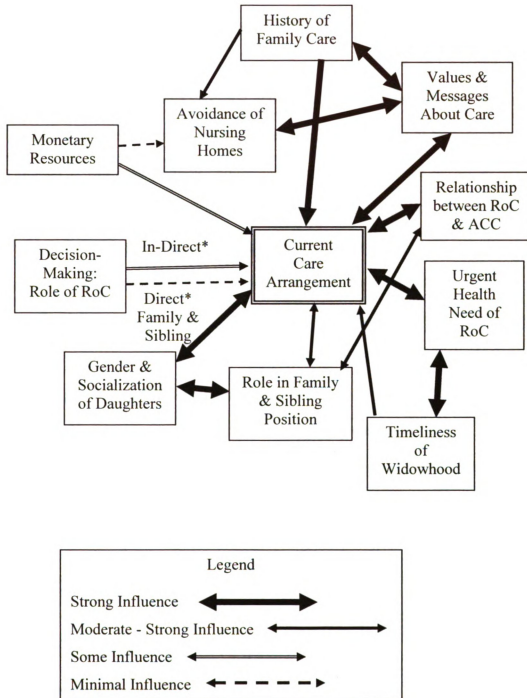 History of
Family Care
Values &
Messages
About Care
Avoidance of
Nursing
Homes
Monetary
Resources
Relationship
between RoC
& ACC
Current
Care
Arrangement
In-Direct*
Decision-
Making:
Role of RoC
Direct*
Family &
Sibling
Urgent
Health
Need of
RoC
Gender &
Socialization
of Daughters
Role in Family
& Sibling
Position
Timeliness
of
Widowhood
Legend
Strong Influence
Moderate - Strong Influence
Some Influence
Minimal Influence